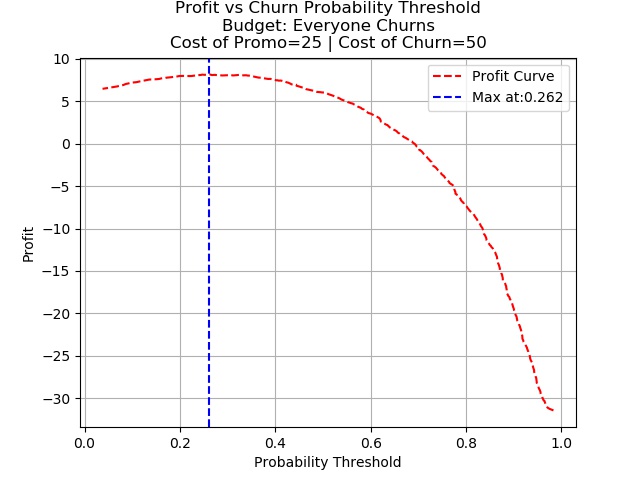 Profit vs Churn Probability Threshold
Budget: Everyone Churns
Cost of Promo=25 | Cost of Churn=50
Profit Curve
Max at:0.262
Profit
10
5
0
−5
−10
−15
−20
−25
−30
0.0 0.2 0.4 0.6 0.8 1.0
Probability Threshold